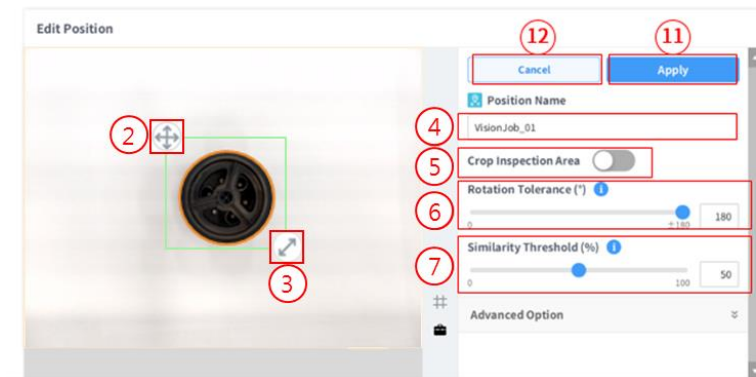 Edit Position
12
11
Cancel
Apply
Position Name
2
4
VisionJob_01
5
Crop Inspection Area
Rotation Tolerance (°)
6
0
±180
180
Similarity Threshold (%)
7
0
100
50
3
Advanced Option